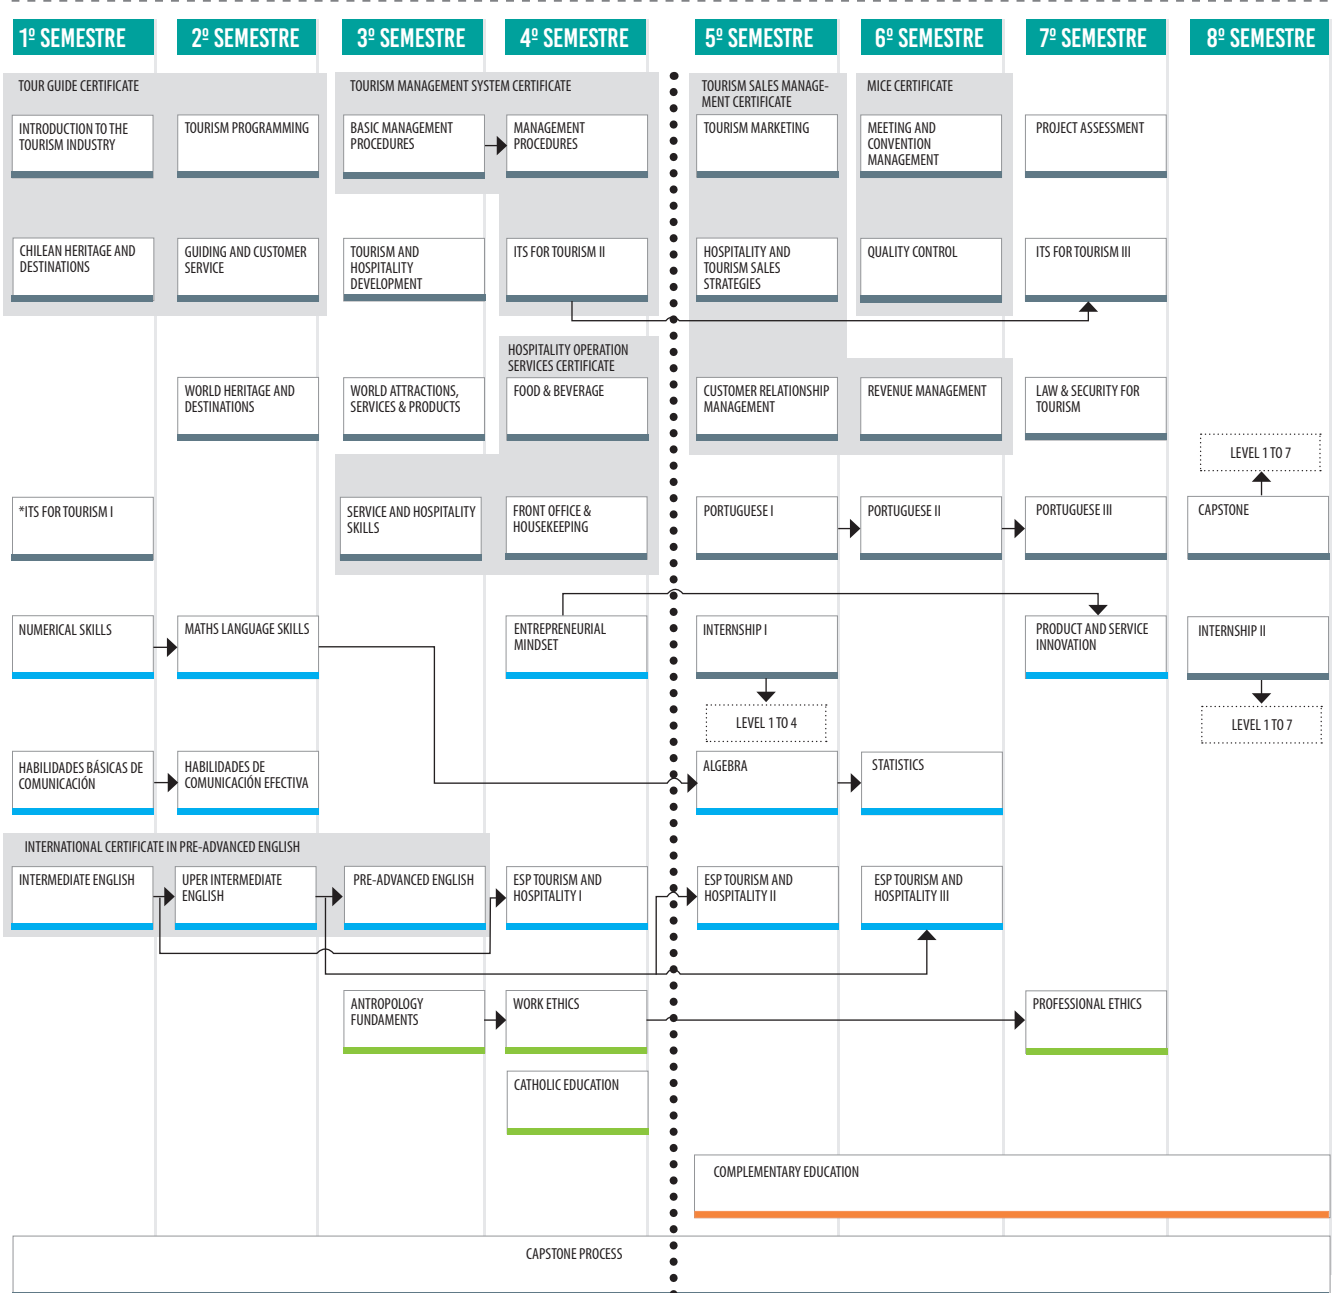 1º SEMESTRE
2º SEMESTRE
3º SEMESTRE
4º SEMESTRE
5º SEMESTRE
6º SEMESTRE
7º SEMESTRE
8º SEMESTRE
TOUR GUIDE CERTIFICATE
TOURISM MANAGEMENT SYSTEM CERTIFICATE
TOURISM SALES MANAGE-
MENT CERTIFICATE
MICE CERTIFICATE
INTRODUCTION TO THE
TOURISM INDUSTRY
TOURISM PROGRAMMING
BASIC MANAGEMENT
PROCEDURES
MANAGEMENT
PROCEDURES
TOURISM MARKETING
MEETING AND
CONVENTION
MANAGEMENT
PROJECT ASSESSMENT
CHILEAN HERITAGE AND
DESTINATIONS
GUIDING AND CUSTOMER
SERVICE
TOURISM AND
HOSPITALITY
DEVELOPMENT
ITS FOR TOURISM II
HOSPITALITY AND
TOURISM SALES
STRATEGIES
QUALITY CONTROL
ITS FOR TOURISM III
HOSPITALITY OPERATION
SERVICES CERTIFICATE
WORLD HERITAGE AND
DESTINATIONS
WORLD ATTRACTIONS,
SERVICES & PRODUCTS
FOOD & BEVERAGE
CUSTOMER RELATIONSHIP
MANAGEMENT
REVENUE MANAGEMENT
LAW & SECURITY FOR
TOURISM
LEVEL 1 TO 7
*ITS FOR TOURISM I
SERVICE AND HOSPITALITY
SKILLS
FRONT OFFICE &
HOUSEKEEPING
PORTUGUESE I
PORTUGUESE II
PORTUGUESE III
CAPSTONE
NUMERICAL SKILLS
MATHS LANGUAGE SKILLS
ENTREPRENEURIAL
MINDSET
INTERNSHIP I
PRODUCT AND SERVICE
INNOVATION
INTERNSHIP II
LEVEL 1 TO 4
LEVEL 1 TO 7
HABILIDADES BÁSICAS DE
COMUNICACIÓN
HABILIDADES DE
COMUNICACIÓN EFECTIVA
ALGEBRA
STATISTICS
INTERNATIONAL CERTIFICATE IN PRE-ADVANCED ENGLISH
INTERMEDIATE ENGLISH
UPER INTERMEDIATE
ENGLISH
PRE-ADVANCED ENGLISH
ESP TOURISM AND
HOSPITALITY I
ESP TOURISM AND
HOSPITALITY II
ESP TOURISM AND
HOSPITALITY III
ANTROPOLOGY
FUNDAMENTS
WORK ETHICS
PROFESSIONAL ETHICS
CATHOLIC EDUCATION
COMPLEMENTARY EDUCATION
CAPSTONE PROCESS